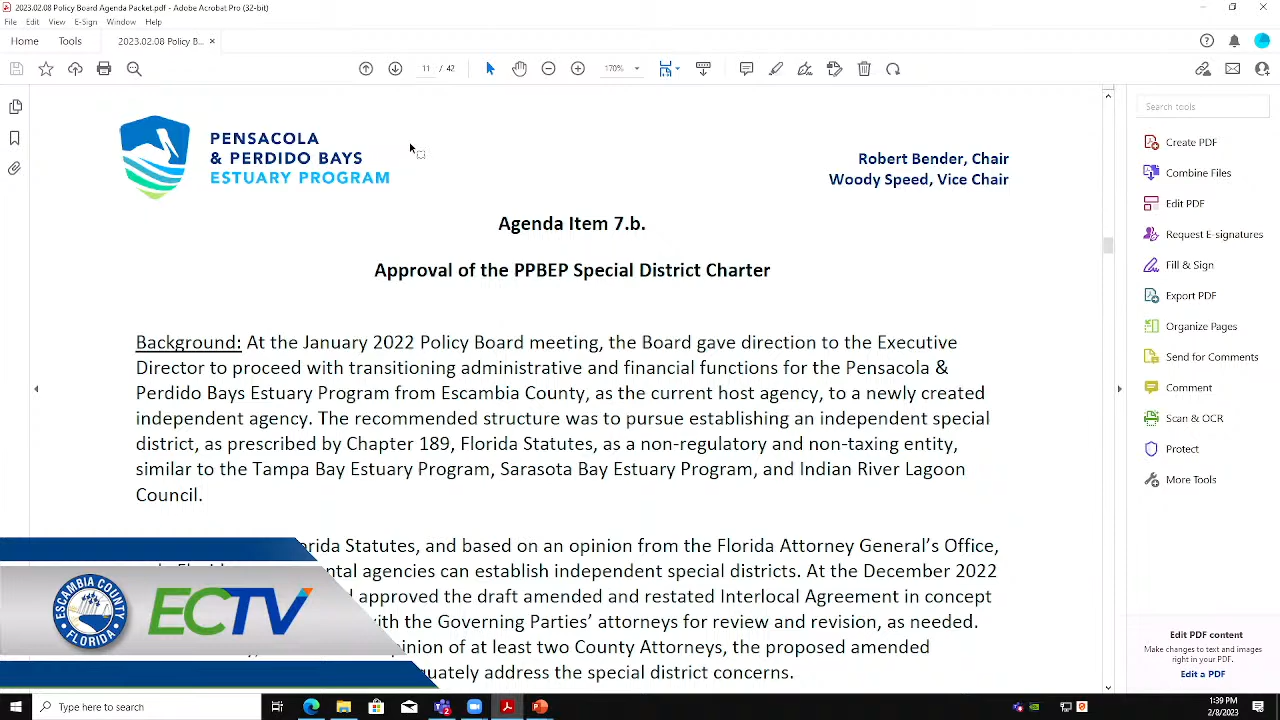 2023.02.08 Policy Board Agenda Packet.pdf - Adobe Acrobat Pro (32-bit)
File Edit View E-Sign Window Help
Home Tools 2023.02.08 Policy B... ×
11 / 42 170%
PENSACOLA
& PERDIDO BAYS
ESTUARY PROGRAM
Robert Bender, Chair
Woody Speed, Vice Chair
Agenda Item 7.b.
Approval of the PPBEP Special District Charter
Background: At the January 2022 Policy Board meeting, the Board gave direction to the Executive
Director to proceed with transitioning administrative and financial functions for the Pensacola &
Perdido Bays Estuary Program from Escambia County, as the current host agency, to a newly created
independent agency. The recommended structure was to pursue establishing an independent special
district, as prescribed by Chapter 189, Florida Statutes, as a non-regulatory and non-taxing entity,
similar to the Tampa Bay Estuary Program, Sarasota Bay Estuary Program, and Indian River Lagoon
Council.
Statutes, and based on an opinion from the Florida Attorney General's Office,
agencies can establish independent special districts. At the December 2022
approved the draft amended and restated Interlocal Agreement in concept
with the Governing Parties' attorneys for review and revision, as needed.
of at least two County Attorneys, the proposed amended
address the special district concerns.
ESCAMBIA COUNTY
FLORIDA
ECTV
Search tools
Create PDF
Combine Files
Edit PDF
Request E-signatures
Fill & Sign
Export PDF
Organize Pages
Send for Comments
Comment
Scan & OCR
Protect
More Tools
Edit PDF content
Make changes to text and images
right in your PDF.
Edit a PDF
Type here to search
1:39 PM
2/8/2023